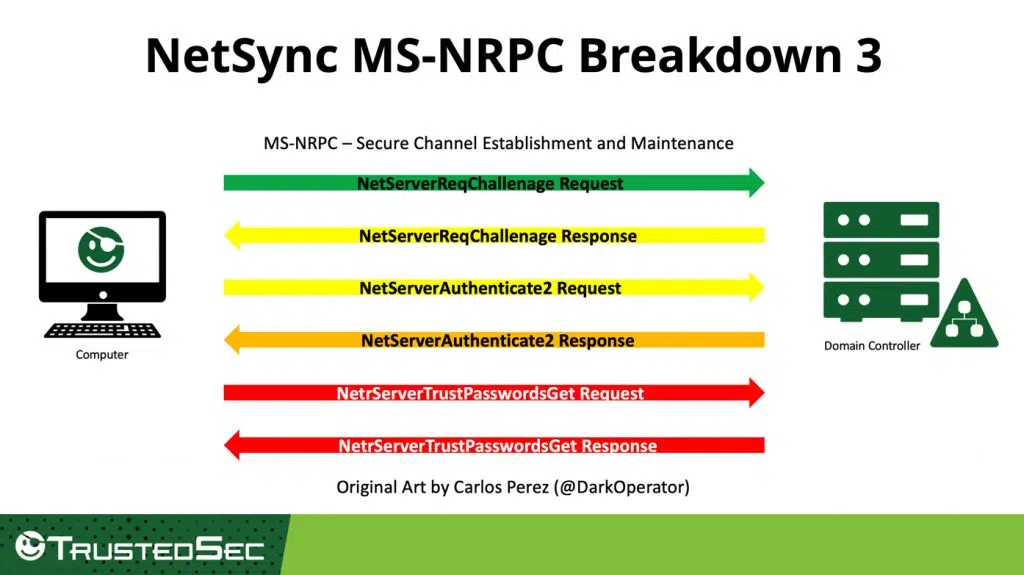 NetSync MS-NRPC Breakdown 3
MS-NRPC – Secure Channel Establishment and Maintenance
NetServerReqChallenage Request
NetServerReqChallenage Response
NetServerAuthenticate2 Request
NetServerAuthenticate2 Response
NetrServerTrustPasswordsGet Request
NetrServerTrustPasswordsGet Response
Computer
Domain Controller
Original Art by Carlos Perez (@DarkOperator)
TRUSTEDSEC